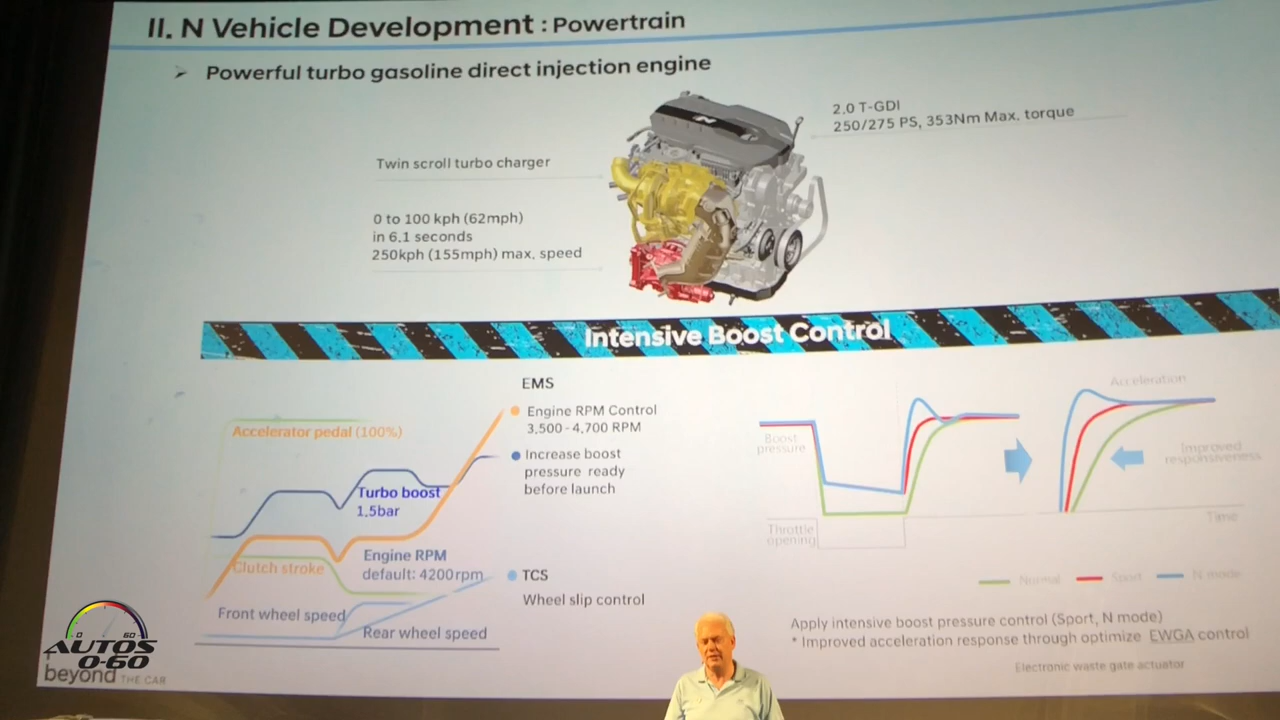 II. N Vehicle Development : Powertrain
➢ Powerful turbo gasoline direct injection engine
N
2.0 T-GDI
250/275 PS, 353Nm Max. torque
Twin scroll turbo charger
0 to 100 kph (62mph)
in 6.1 seconds
250kph (155mph) max. speed
Intensive Boost Control
EMS
Engine RPM Control
3,500-4,700 RPM
Increase boost
pressure ready
before launch
Accelerator pedal (100%)
Turbo boost
1.5bar
Clutch stroke
Engine RPM
default: 4200rpm
Front wheel speed
Rear wheel speed
TCS
Wheel slip control
Boost
pressure
Throttle
opening
Acceleration
Improved
responsiveness
Time
Normal
Sport
N mode
Apply intensive boost pressure control (Sport, N mode)
* Improved acceleration response through optimize EWGA control
Electronic waste gate actuator
0 60
AUTOS
0-60
+
beyond THE CAR